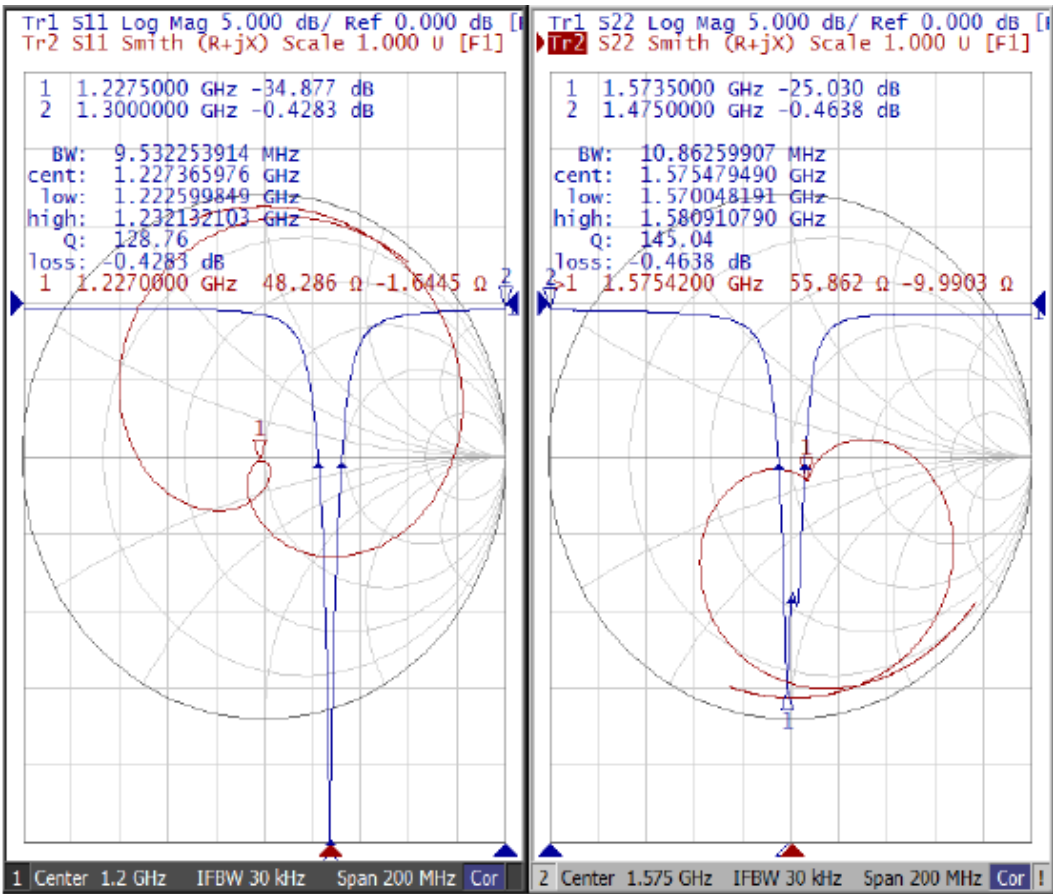 Tr1 S11 Log Mag 5.000 dB/ Ref 0.000 dB
Tr2 S11 Smith (R+jX) Scale 1.000 U [F1]
1 1.2275000 GHz -34.877 dB
2 1.3000000 GHz -0.4283 dB
BW: 9.532253914 MHz
cent: 1.227365976 GHz
low: 1.222599849 GHz
high: 1.232132103 GHz
Q: 128.76
loss: -0.4283 dB
1 1.2270000 GHz 48.286 Ω -1.6445 Ω
2
1
1
1 Center 1.2 GHz IFBW 30 kHz Span 200 MHz Cor
Tr1 S22 Log Mag 5.000 dB/ Ref 0.000 dB
Tr2 S22 Smith (R+jX) Scale 1.000 U [F1]
1 1.5735000 GHz -25.030 dB
2 1.4750000 GHz -0.4638 dB
BW: 10.86259907 MHz
cent: 1.575479490 GHz
low: 1.570048191 GHz
high: 1.580910790 GHz
Q: 145.04
loss: -0.4638 dB
2
>1 1.5754200 GHz 55.862 Ω -9.9903 Ω
1
1
1
2 Center 1.575 GHz IFBW 30 kHz Span 200 MHz Cor !